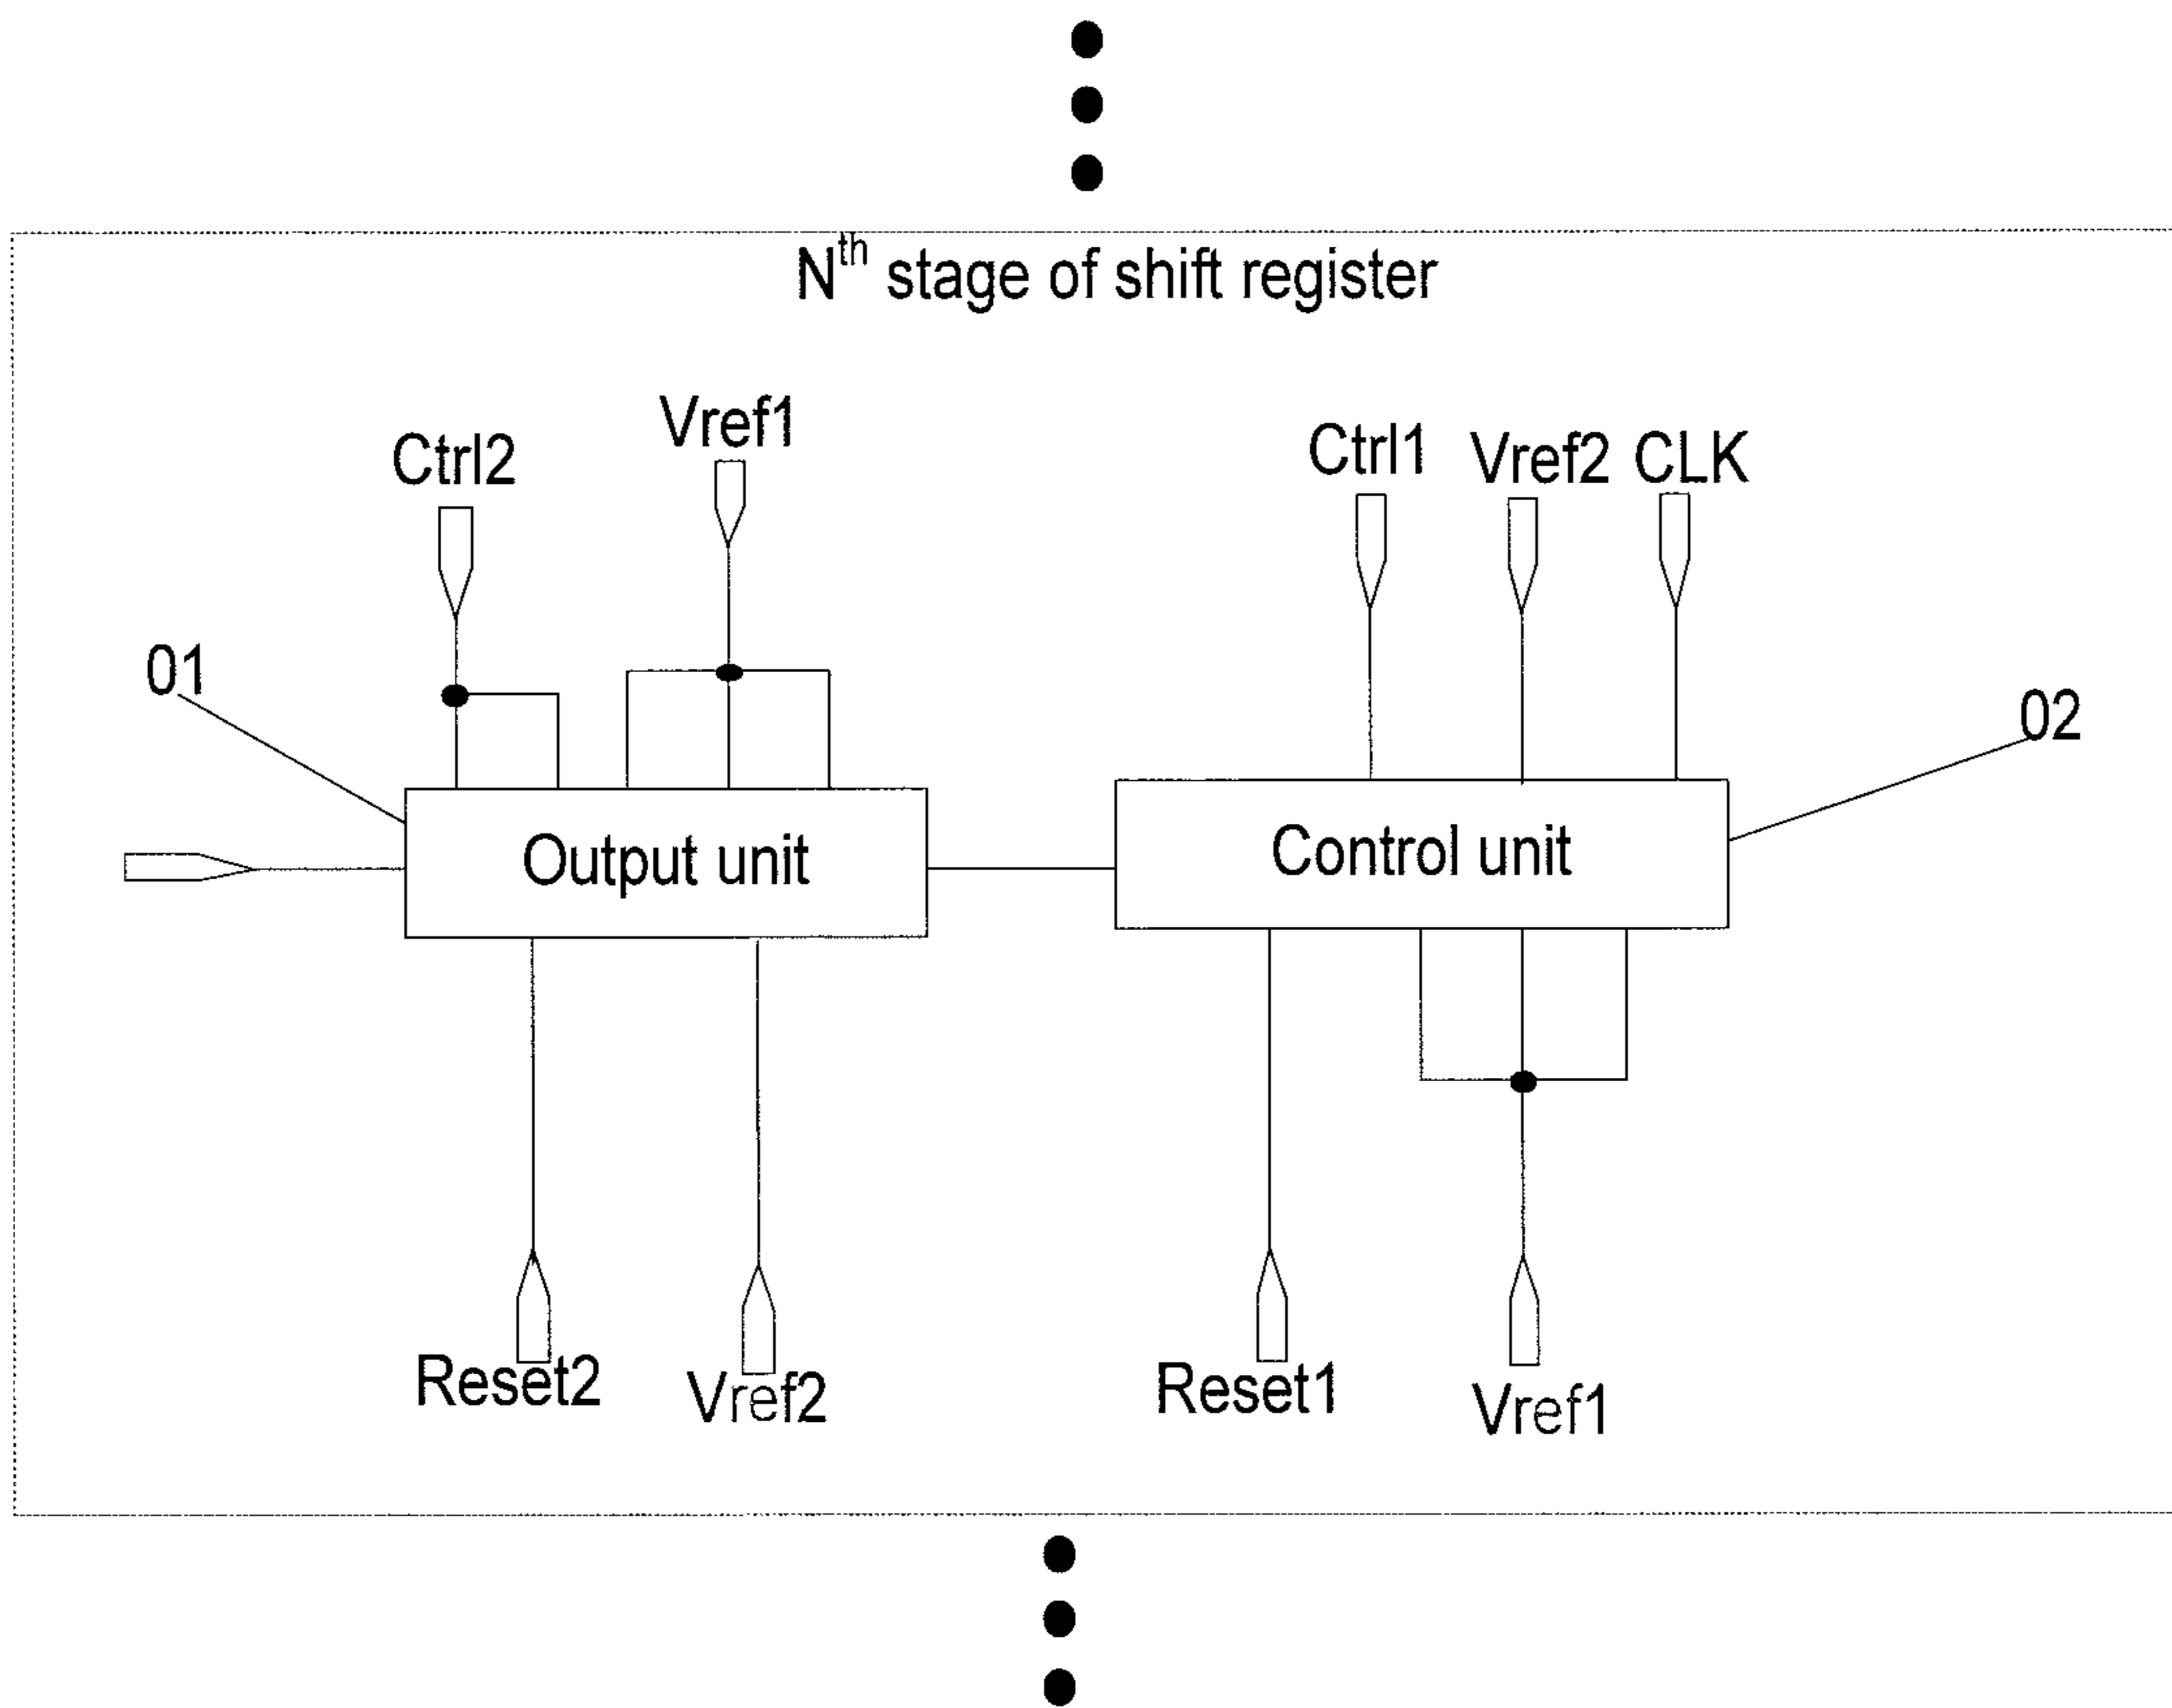 Nth stage of shift register
Vref1
Ctrl2
Ctrl1
Vref2
CLK
01
02
Output unit
Control unit
Reset2
Vref2
Reset1
Vref1